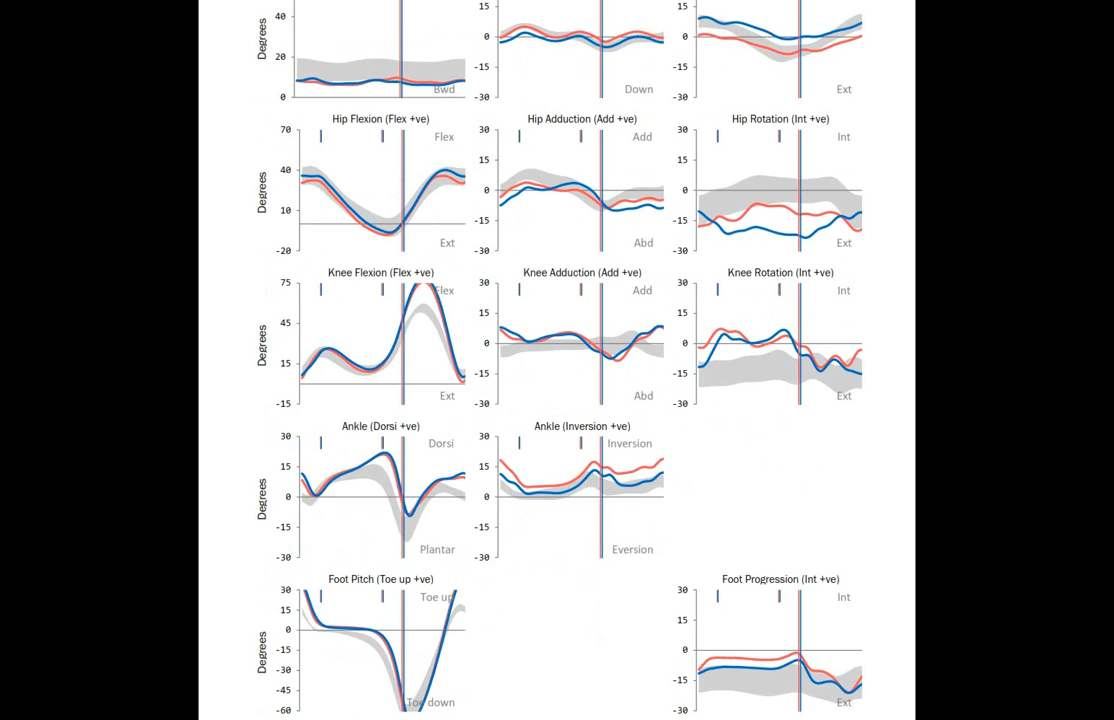 15
15
40
0
0
Degrees
20
-15
-15
Bwd
Down
Ext
0
-30
-30
Hip Flexion (Flex +ve)
Hip Adduction (Add +ve)
Hip Rotation (Int +ve)
70
30
30
Flex
Add
Int
40
15
15
Degrees
0
0
10
-15
-15
Ext
Abd
Ext
-20
-30
-30
Knee Flexion (Flex +ve)
Knee Adduction (Add +ve)
Knee Rotation (Int +ve)
75
30
30
Flex
Add
Int
45
15
15
Degrees
0
0
15
-15
-15
Ext
Abd
Ext
-15
-30
-30
Ankle (Dorsi +ve)
Ankle (Inversion +ve)
30
30
Dorsi
Inversion
15
15
Degrees
0
0
-15
-15
Plantar
Eversion
-30
-30
Foot Pitch (Toe up +ve)
Foot Progression (Int +ve)
30
30
Toe up
Int
15
15
0
-15
0
Degrees
-30
-15
-45
Toe down
Ext
-60
-30